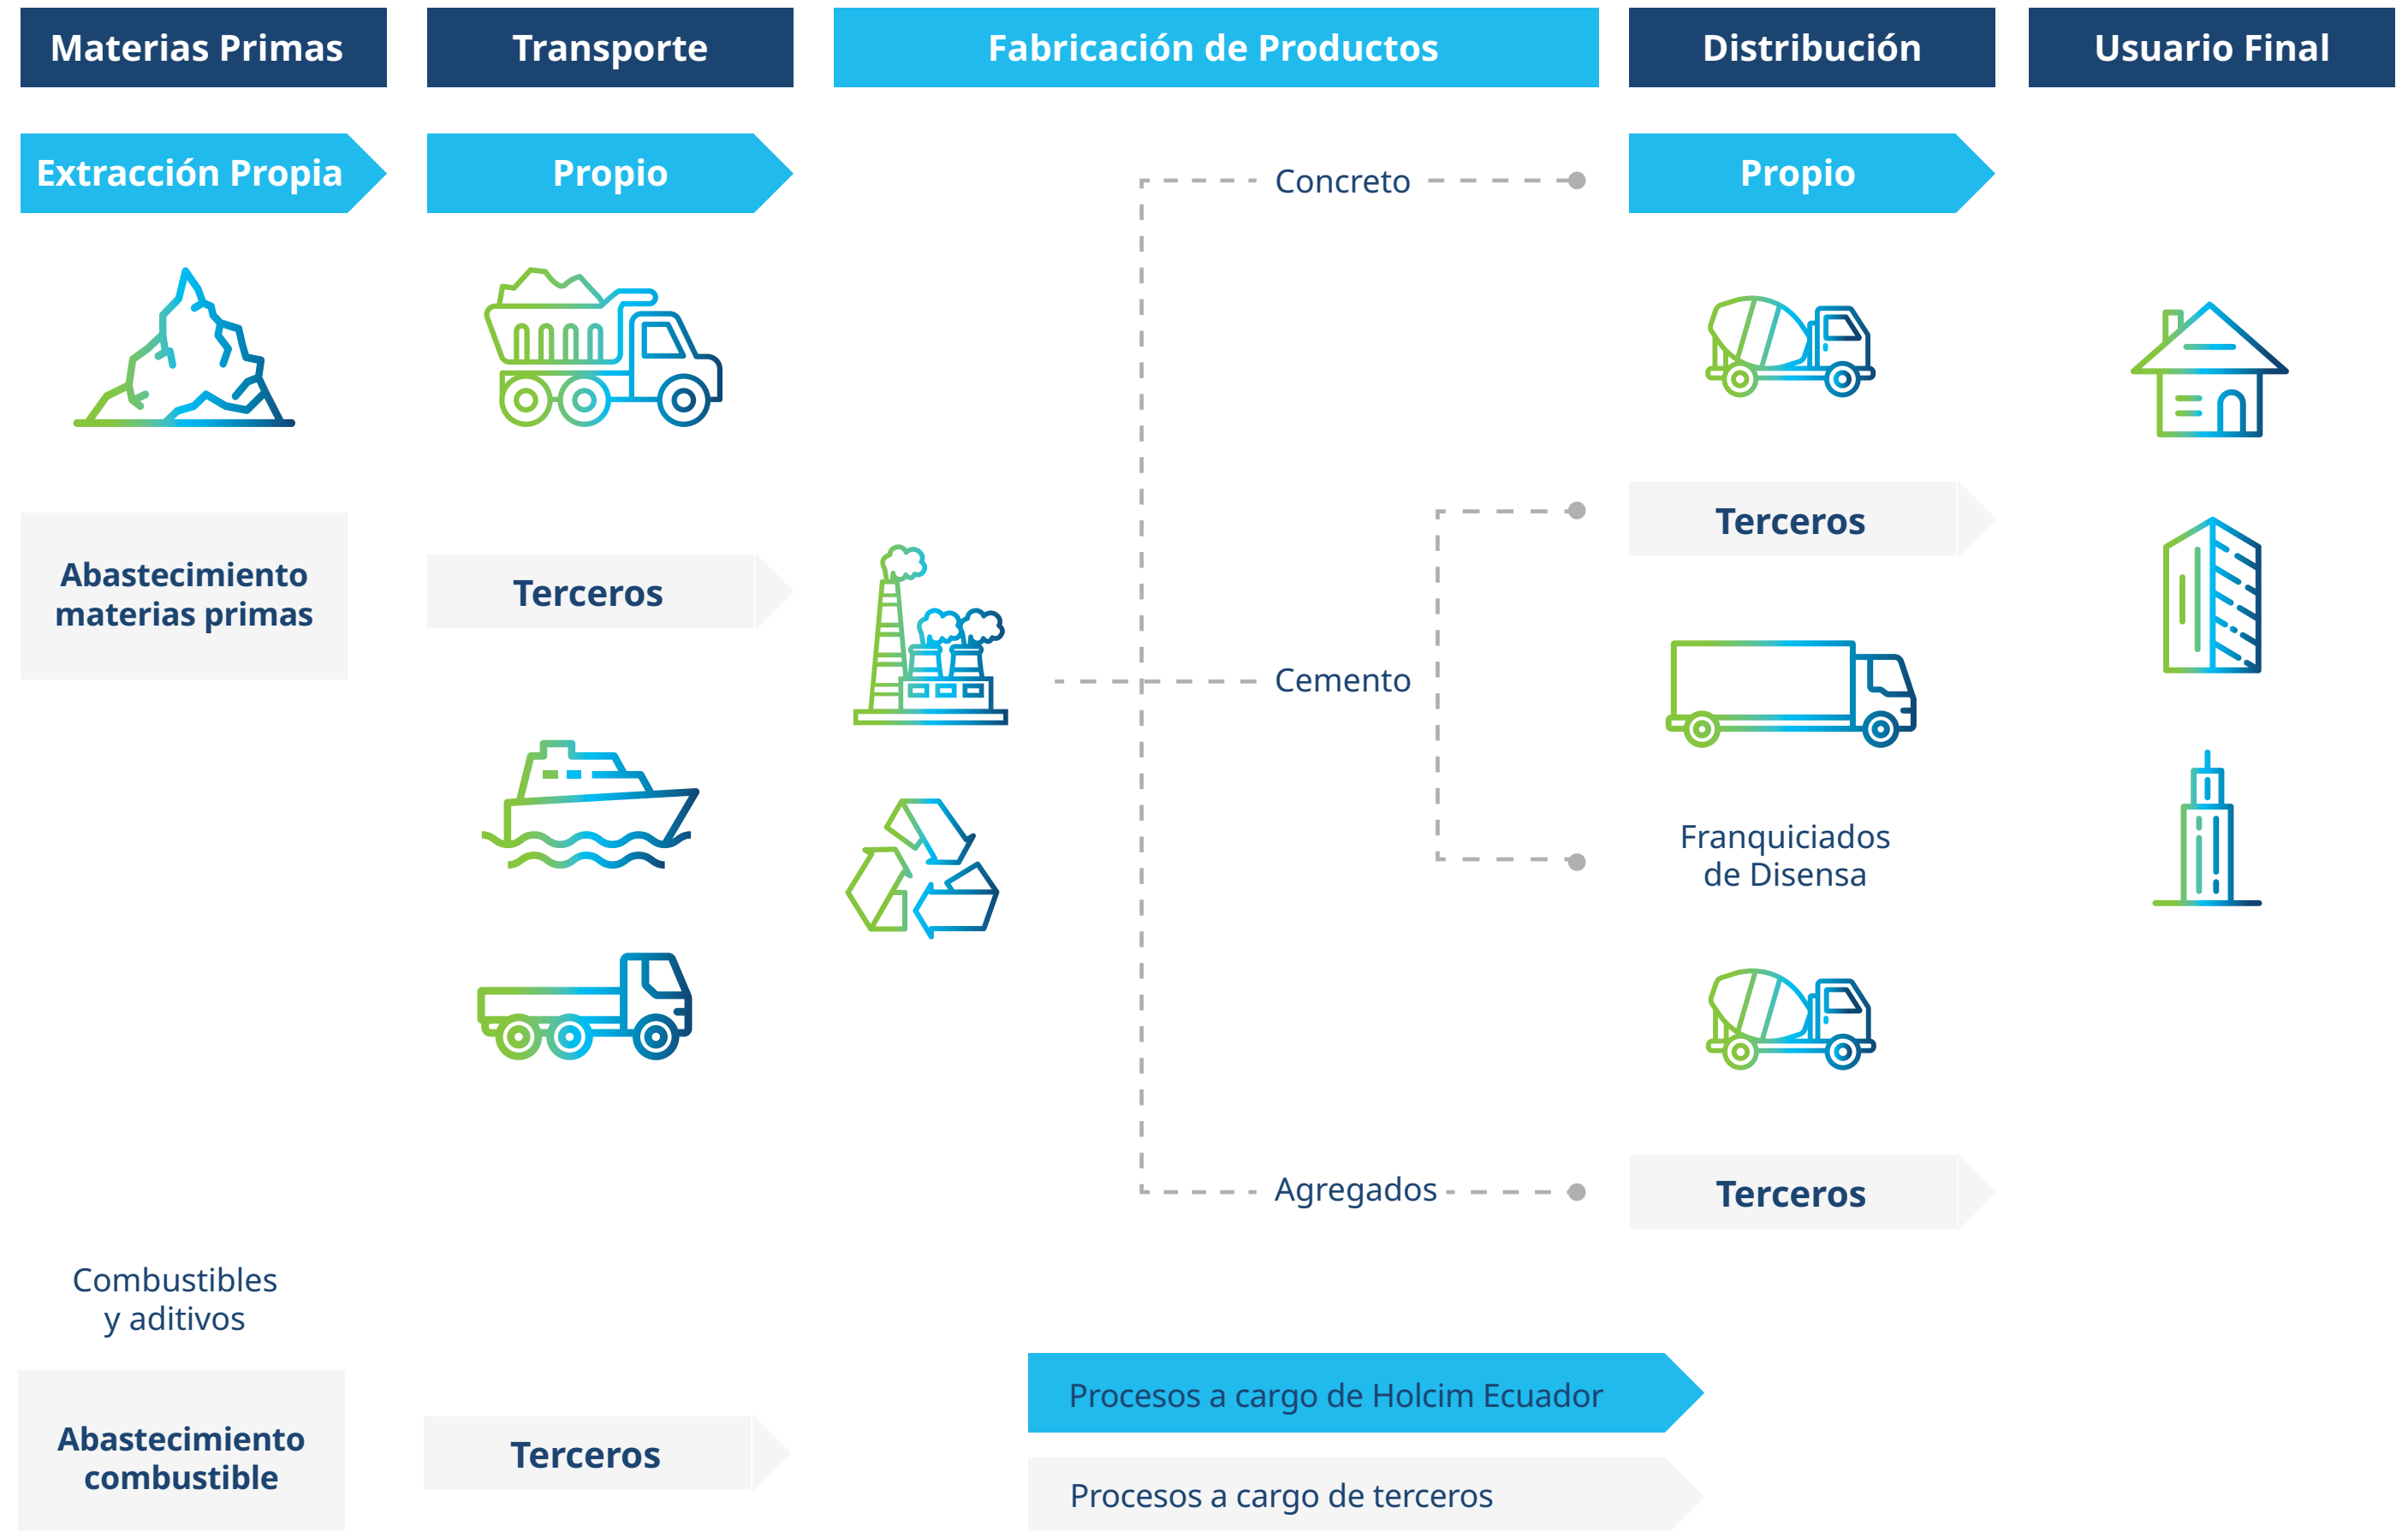 Materias Primas
Transporte
Fabricación de Productos
Distribución
Usuario Final
Extracción Propia
Propio
Concreto
Propio
Abastecimiento
materias primas
Terceros
Terceros
Cemento
Franquiciados
de Disensa
Agregados
Terceros
Combustibles
y aditivos
Abastecimiento
combustible
Terceros
Procesos a cargo de Holcim Ecuador
Procesos a cargo de terceros